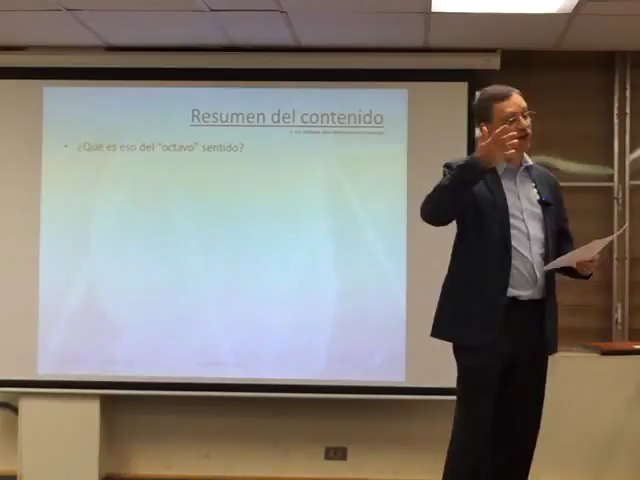 Resumen del contenido
• ¿Que es eso del "octavo" sentido?